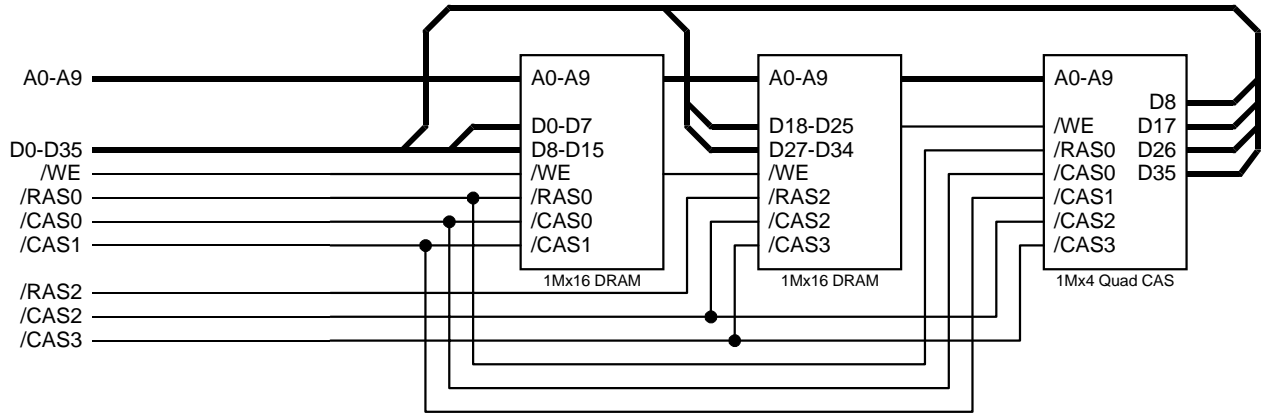 A0-A9
D0-D35
/WE
/RAS0
/CAS0
/CAS1
/RAS2
/CAS2
/CAS3
A0-A9
D0-D7
D8-D15
/WE
/RAS0
/CAS0
/CAS1
1Mx16 DRAM
A0-A9
D18-D25
D27-D34
/WE
/RAS2
/CAS2
/CAS3
1Mx16 DRAM
A0-A9
/WE
/RAS0
/CAS0
/CAS1
/CAS2
/CAS3
D8
D17
D26
D35
1Mx4 Quad CAS